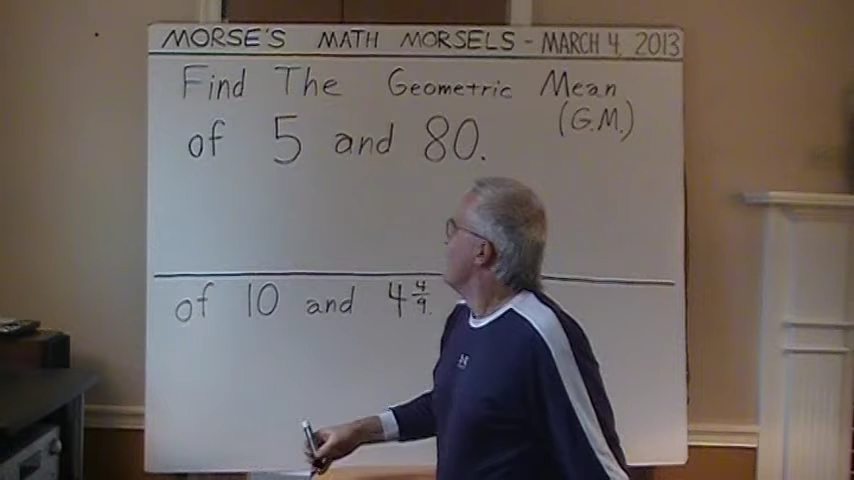 MORSE'S MATH MORSELS - MARCH 4, 2013
Find The Geometric Mean
(G.M.)
of 5 and 80.
of 10 and 4 4/9.